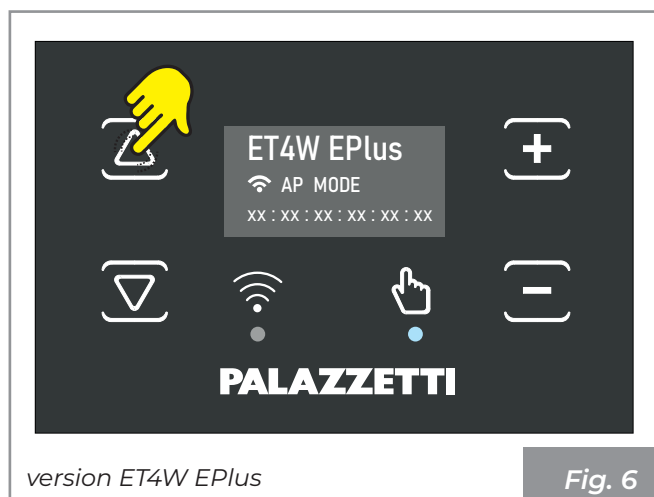 ET4W EPlus
AP MODE
xx : xx : xx : xx : xx : xx
PALAZZETTI
version ET4W EPlus
Fig. 6